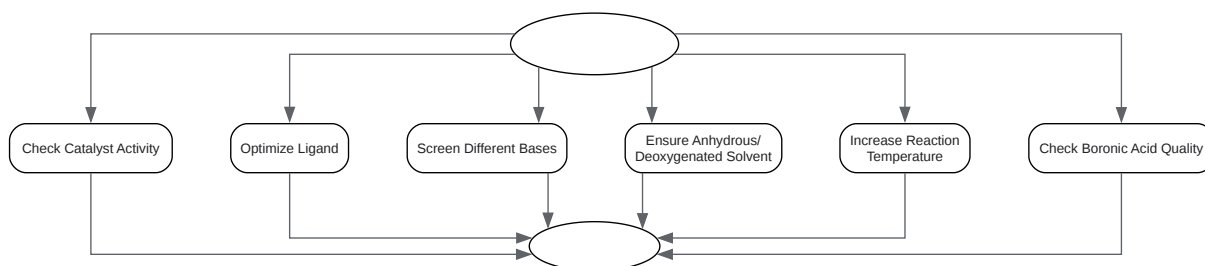 Check Catalyst Activity
Optimize Ligand
Screen Different Bases
Ensure Anhydrous/
Deoxygenated Solvent
Increase Reaction
Temperature
Check Boronic Acid Quality